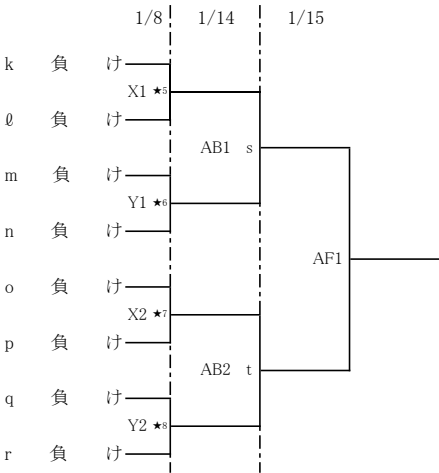 1/8 1/14 1/15
k 負 け
X1 ★5
ℓ 負 け
AB1 s
m 負 け
Y1 ★6
n 負 け
AF1
o 負 け
X2 ★7
p 負 け
AB2 t
q 負 け
Y2 ★8
r 負 け